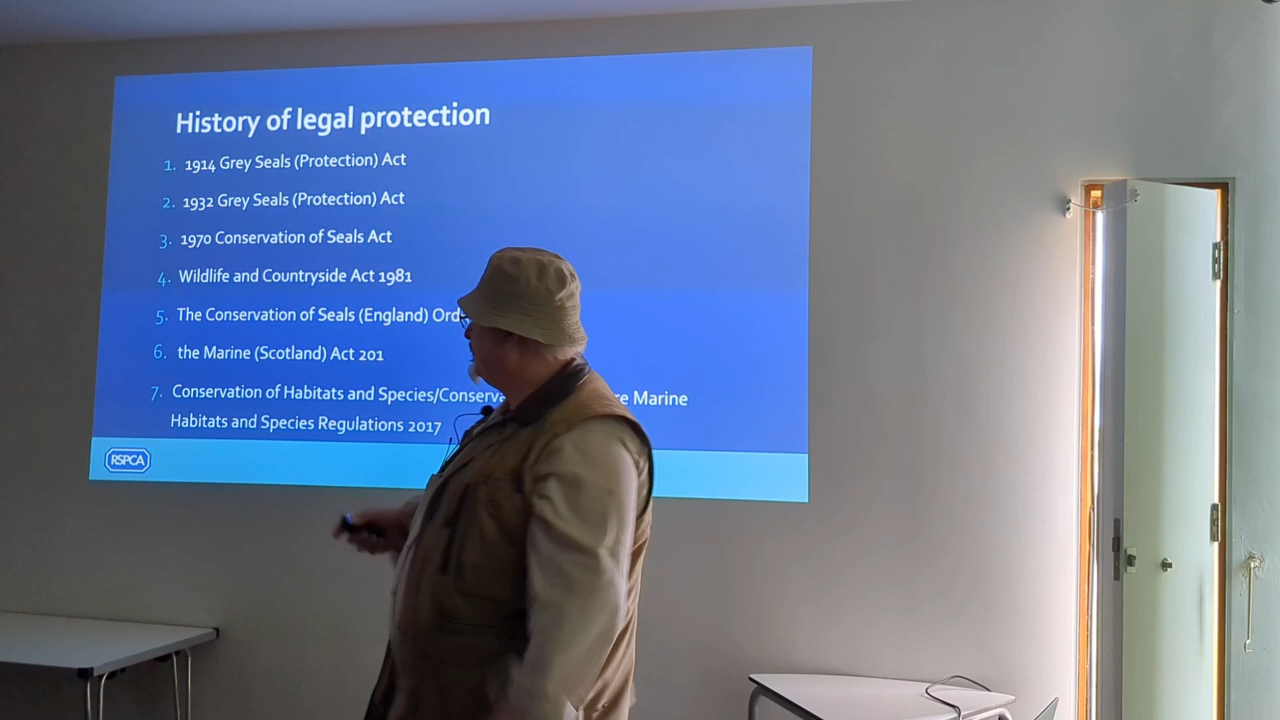 History of legal protection
1. 1914 Grey Seals (Protection) Act
2. 1932 Grey Seals (Protection) Act
3. 1970 Conservation of Seals Act
4. Wildlife and Countryside Act 1981
5. The Conservation of Seals (England) Ord
6. the Marine (Scotland) Act 201
7. Conservation of Habitats and Species/Conserva re Marine
Habitats and Species Regulations 2017
RSPCA